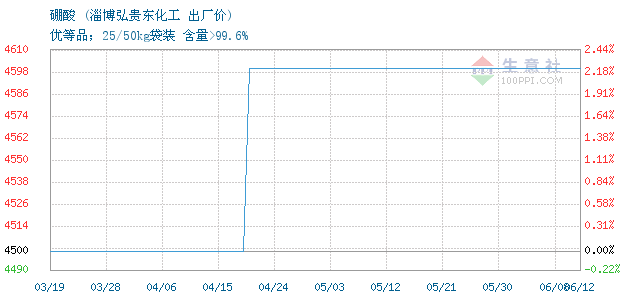 硼酸 (淄博弘贵东化工 出厂价)
优等品; 25/50kg袋装 含量>99.6%
4610 2.44%
4598 2.18%
4586 1.91%
4574 1.64%
4562 1.38%
4550 1.11%
4538 0.84%
4526 0.58%
4514 0.31%
4500 0.00%
4490 -0.22%
生意社
100PPI.COM
03/19 03/28 04/06 04/15 04/24 05/03 05/12 05/21 05/30 06/08 06/12